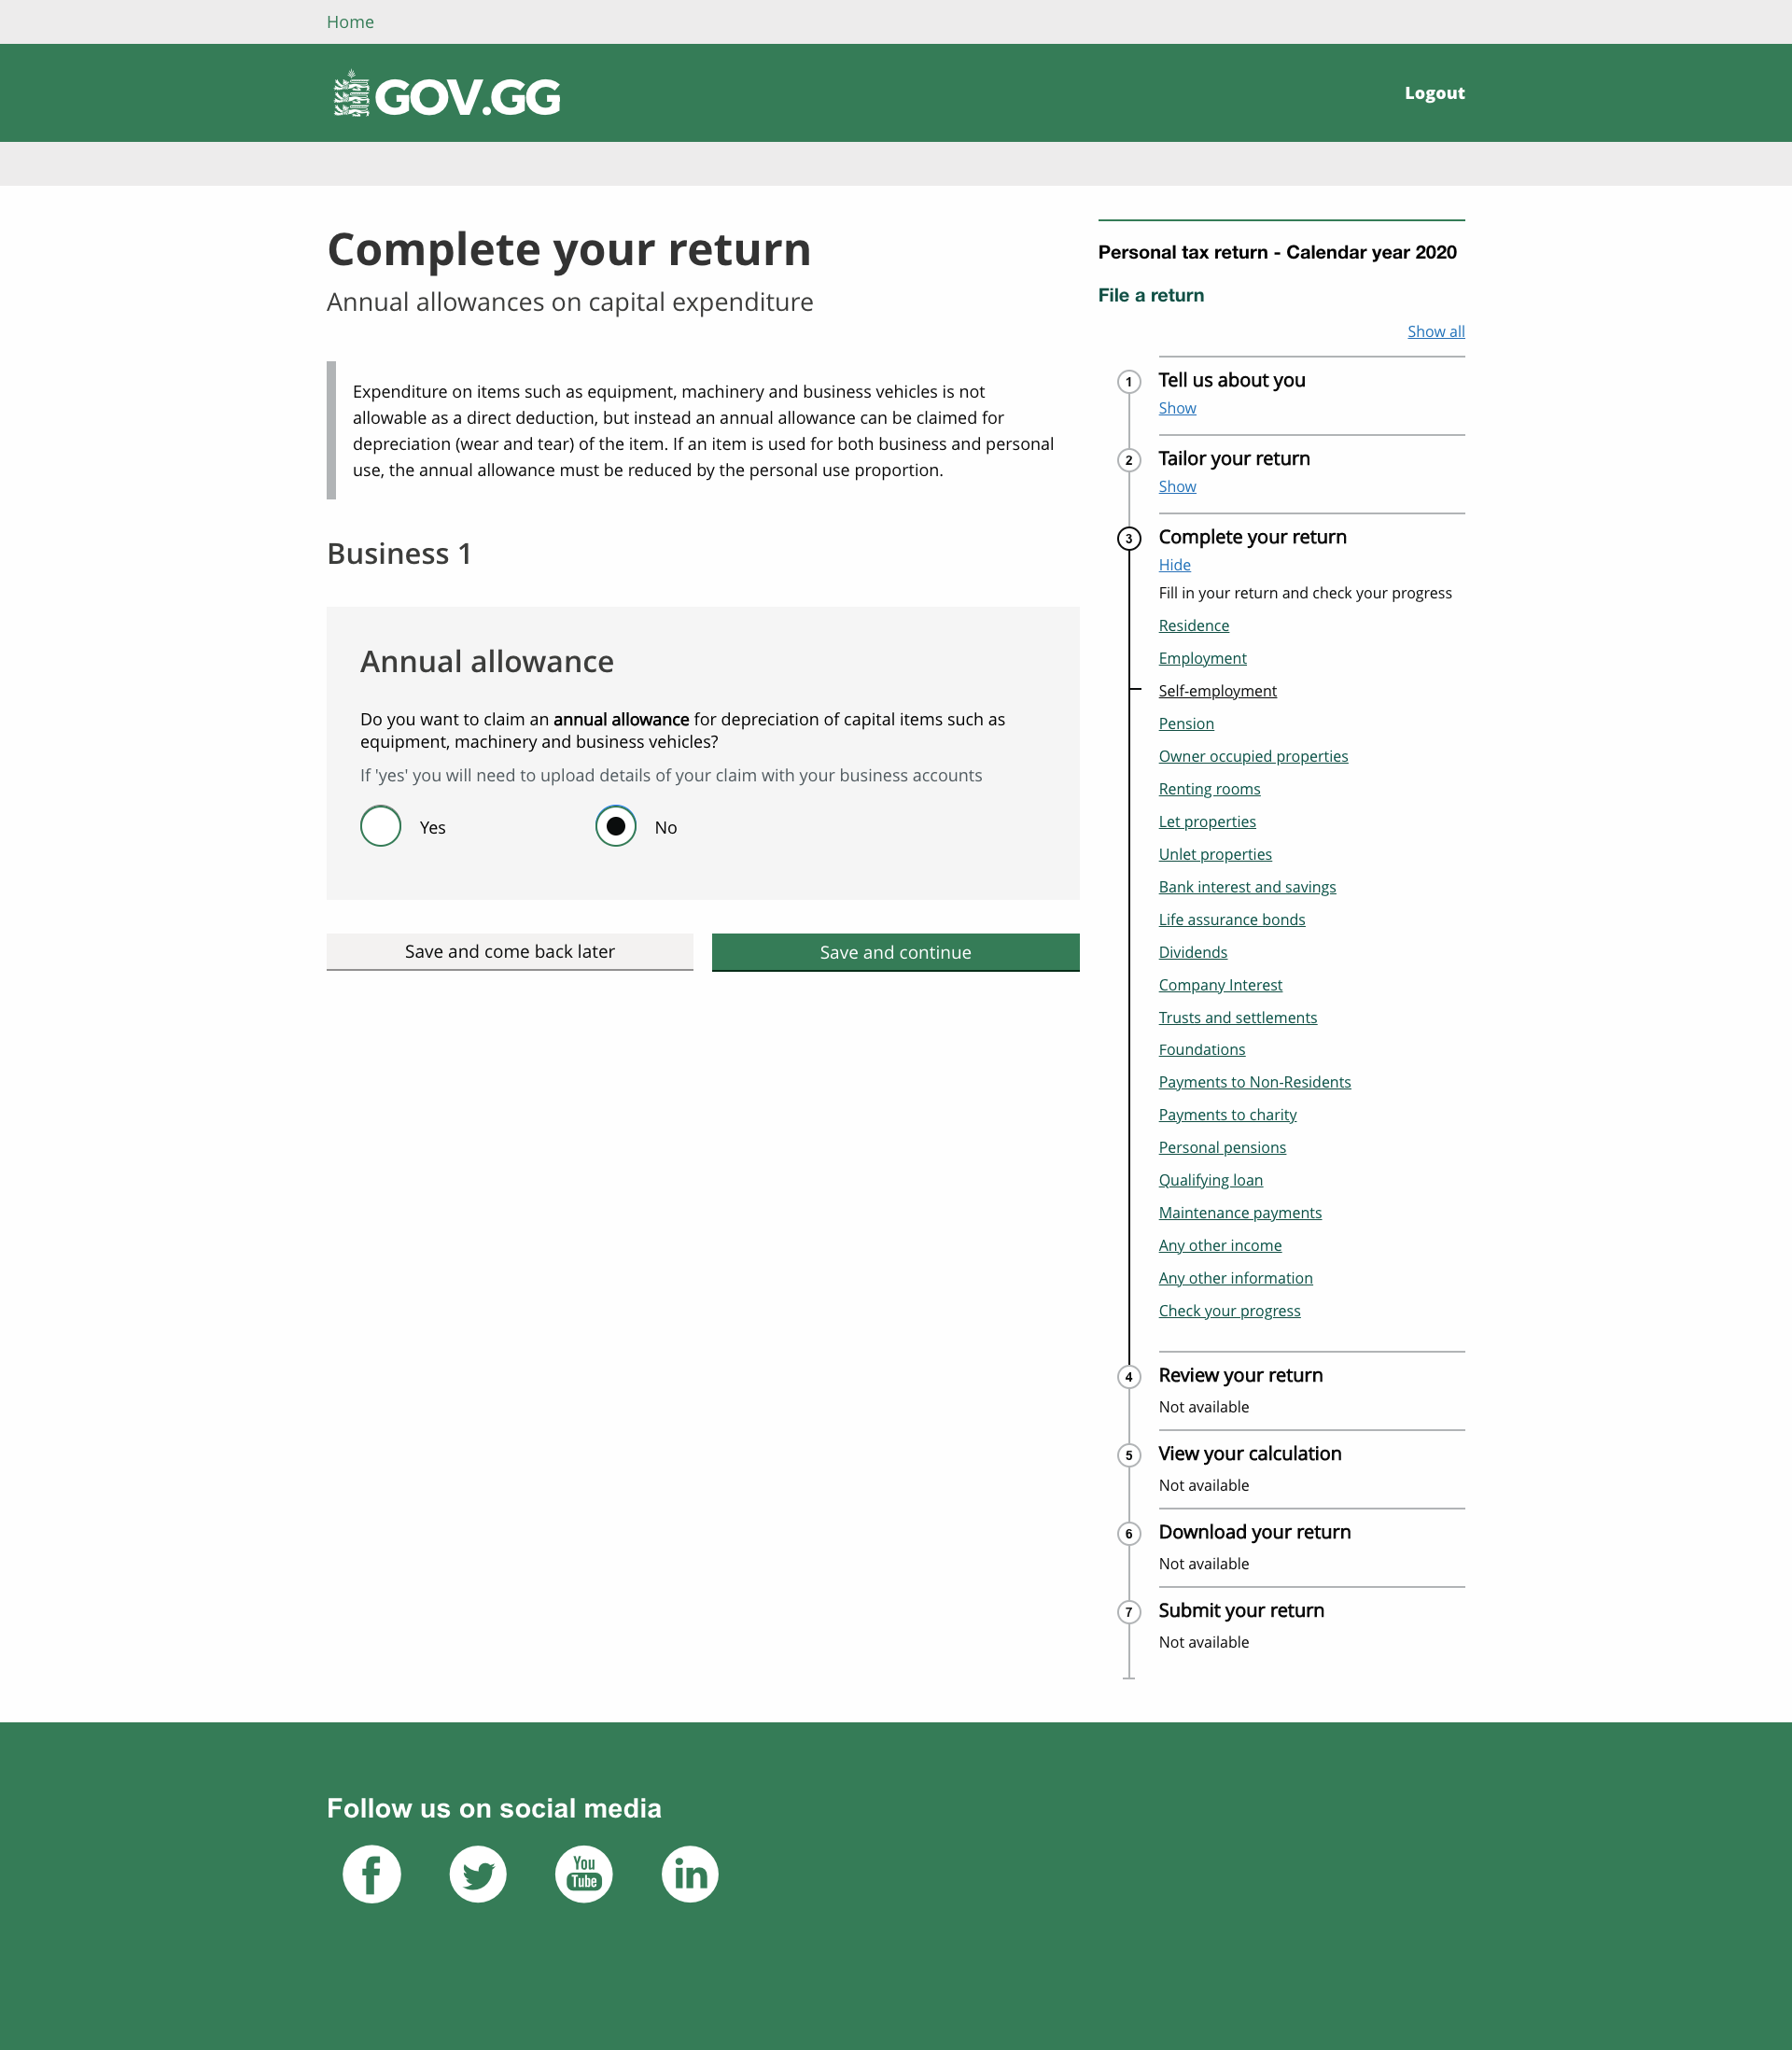 Home
GOV.GG
Logout
Complete your return
Annual allowances on capital expenditure
Expenditure on items such as equipment, machinery and business vehicles is not
allowable as a direct deduction, but instead an annual allowance can be claimed for
depreciation (wear and tear) of the item. If an item is used for both business and personal
use, the annual allowance must be reduced by the personal use proportion.
Business 1
Annual allowance
Do you want to claim an annual allowance for depreciation of capital items such as
equipment, machinery and business vehicles?
If 'yes' you will need to upload details of your claim with your business accounts
Yes
No
Save and come back later
Save and continue
Personal tax return - Calendar year 2020
File a return
Show all
1
Tell us about you
Show
2
Tailor your return
Show
3
Complete your return
Hide
Fill in your return and check your progress
Residence
Employment
Self-employment
Pension
Owner occupied properties
Renting rooms
Let properties
Unlet properties
Bank interest and savings
Life assurance bonds
Dividends
Company Interest
Trusts and settlements
Foundations
Payments to Non-Residents
Payments to charity
Personal pensions
Qualifying loan
Maintenance payments
Any other income
Any other information
Check your progress
4
Review your return
Not available
5
View your calculation
Not available
6
Download your return
Not available
7
Submit your return
Not available
Follow us on social media
f
You
Tube
in